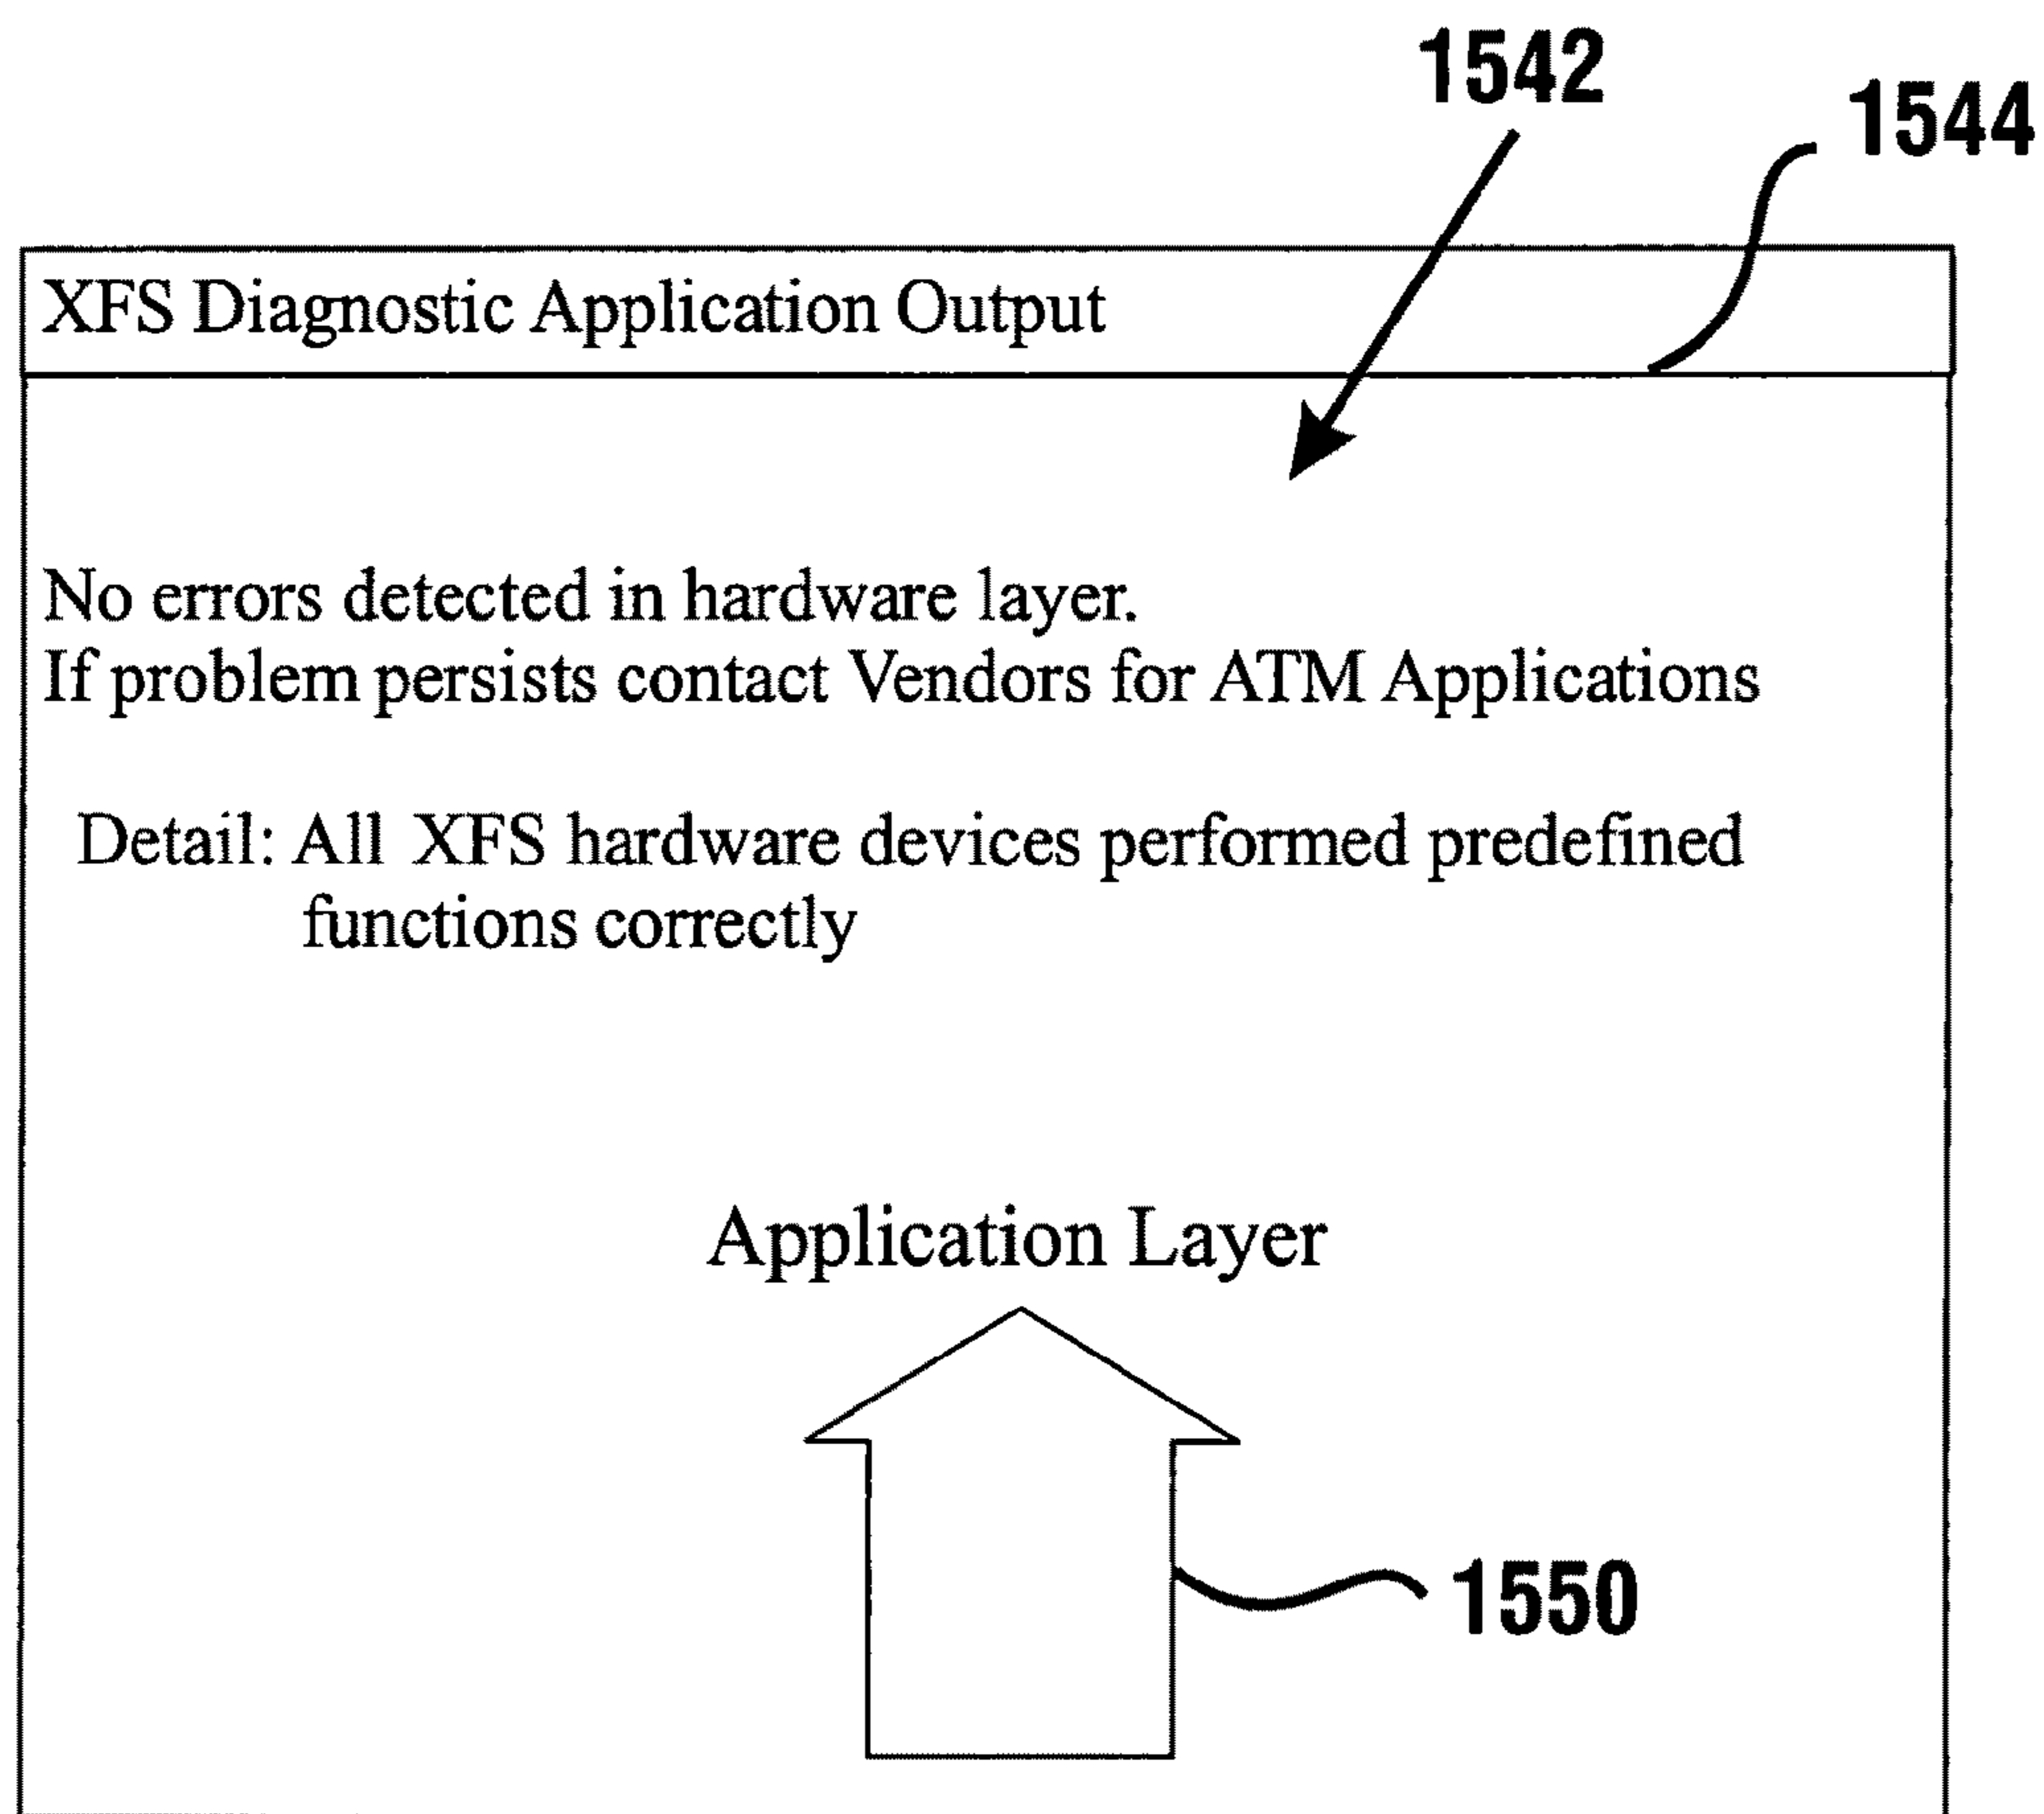 1542
1544
XFS Diagnostic Application Output
No errors detected in hardware layer.
If problem persists contact Vendors for ATM Applications
Detail: All XFS hardware devices performed predefined
functions correctly
Application Layer
1550